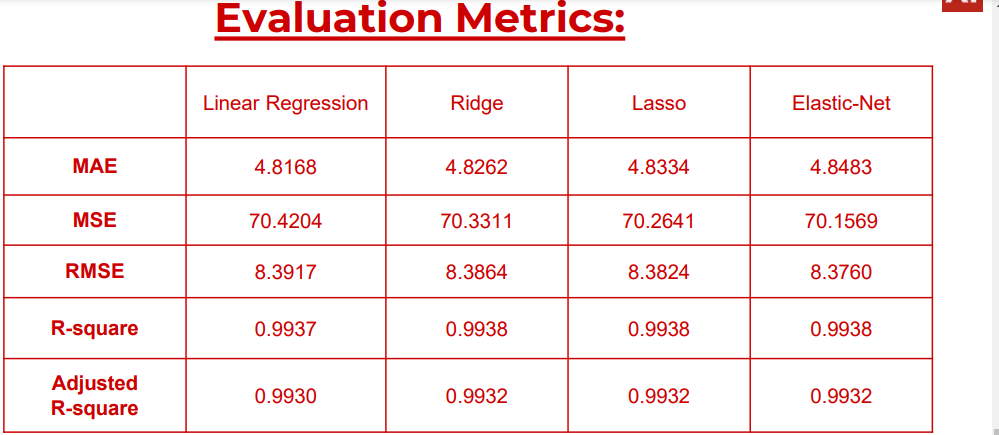 Evaluation Metrics:
Linear Regression Ridge Lasso Elastic-Net
MAE 4.8168 4.8262 4.8334 4.8483
MSE 70.4204 70.3311 70.2641 70.1569
RMSE 8.3917 8.3864 8.3824 8.3760
R-square 0.9937 0.9938 0.9938 0.9938
Adjusted
R-square 0.9930 0.9932 0.9932 0.9932